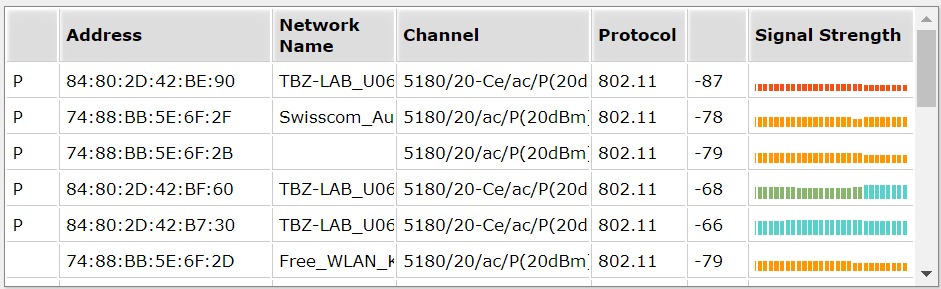 Address Network Name Channel Protocol Signal Strength
P 84:80:2D:42:BE:90 TBZ-LAB_U06 5180/20-Ce/ac/P(20d 802.11 -87
P 74:88:BB:5E:6F:2F Swisscom_Au 5180/20/ac/P(20dBm) 802.11 -78
P 74:88:BB:5E:6F:2B 5180/20/ac/P(20dBm) 802.11 -79
P 84:80:2D:42:BF:60 TBZ-LAB_U06 5180/20-Ce/ac/P(20d 802.11 -68
P 84:80:2D:42:B7:30 TBZ-LAB_U06 5180/20-Ce/ac/P(20d 802.11 -66
74:88:BB:5E:6F:2D Free_WLAN_K 5180/20/ac/P(20dBm) 802.11 -79